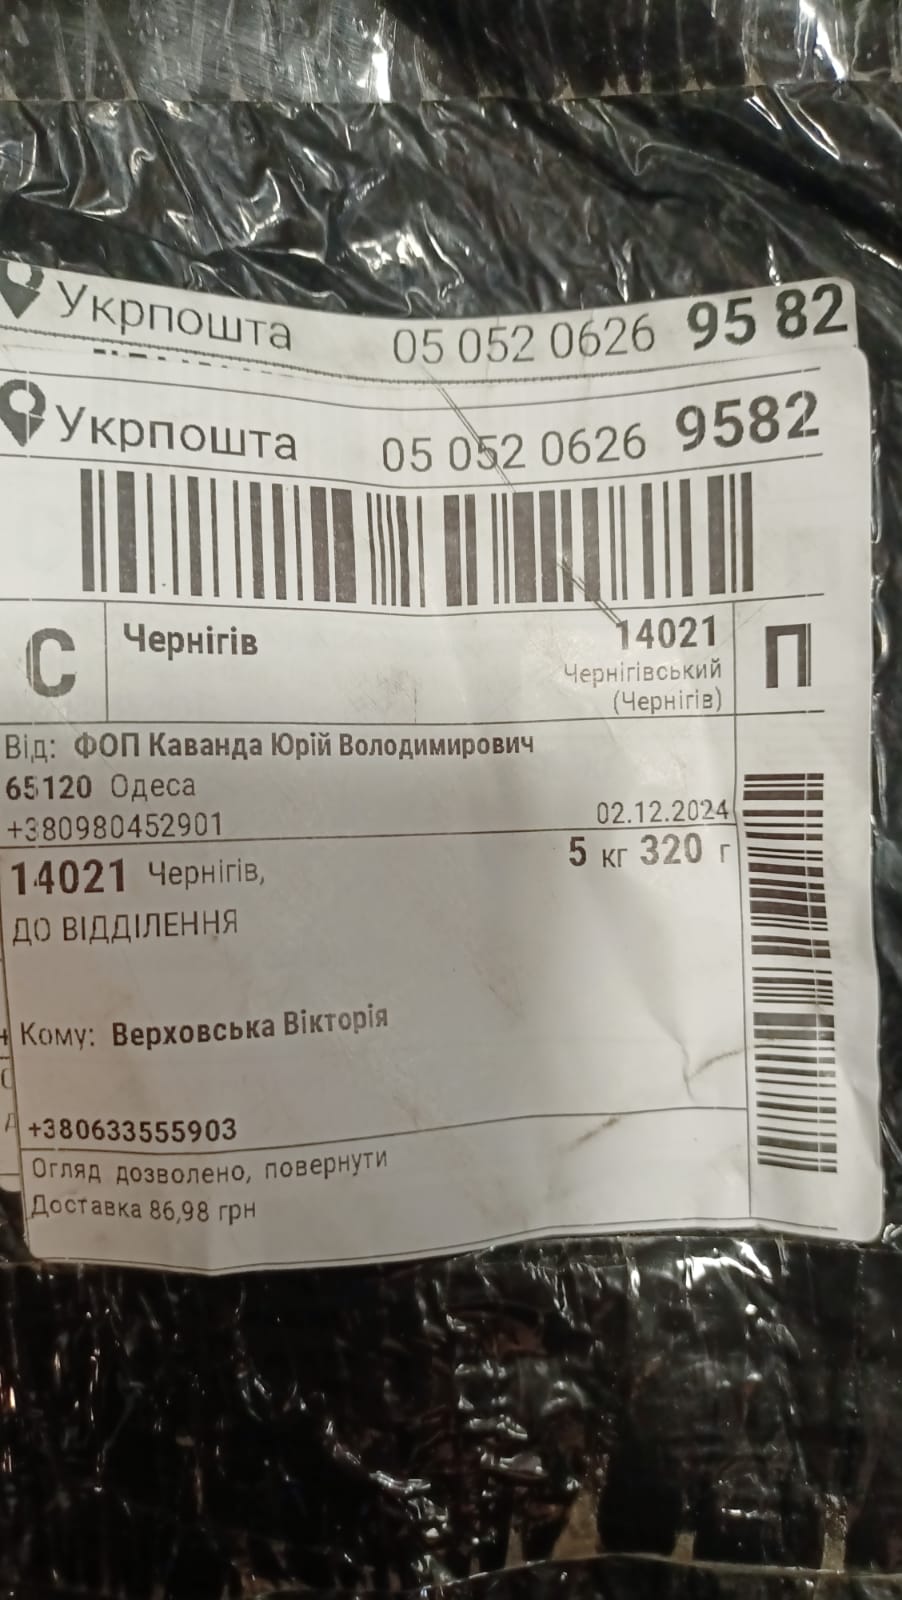 Укрпошта 05 052 0626 9582
Укрпошта 05 052 0626 9582
С Чернігів 14021 П
Чернігівський
(Чернігів)
Від: ФОП Каванда Юрій Володимирович
65120 Одеса
+380980452901 02.12.2024
14021 Чернігів, 5 кг 320 г
ДО ВІДДІЛЕННЯ
Кому: Верховська Вікторія
+380633555903
Огляд дозволено, повернути
Доставка 86,98 грн